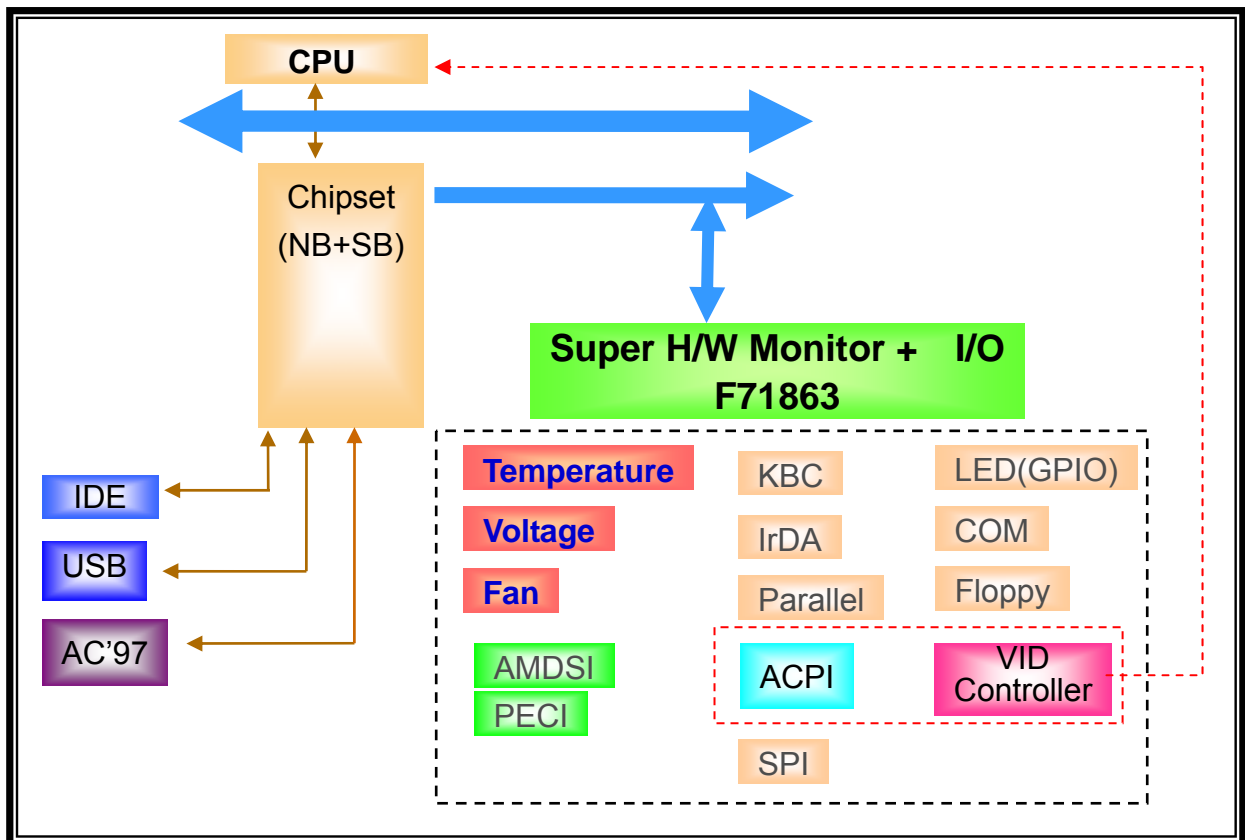 CPU
Chipset
(NB+SB)
Super H/W Monitor + I/O
F71863
IDE
USB
AC’97
Temperature
Voltage
Fan
AMDSI
PECI
KBC
IrDA
Parallel
ACPI
SPI
LED(GPIO)
COM
Floppy
VID
Controller